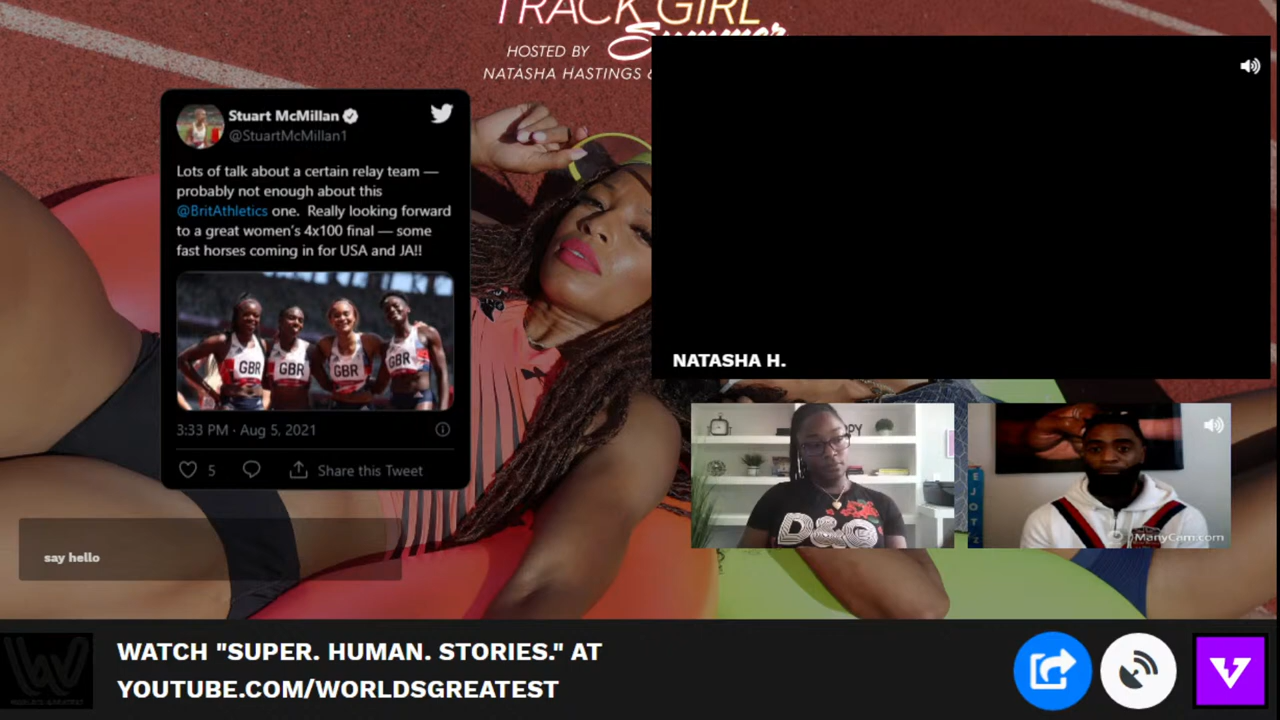 TRACK GIRL
Summer
HOSTED BY
NATASHA HASTINGS &
Stuart McMillan
@StuartMcMillan1
Lots of talk about a certain relay team —
probably not enough about this
@BritAthletics one. Really looking forward
to a great women's 4x100 final — some
fast horses coming in for USA and JA!!
GBR
GBR
GBR
GBR
3:33 PM · Aug 5, 2021
5
Share this Tweet
say hello
NATASHA H.
D&G
ManyCam.com
WATCH "SUPER. HUMAN. STORIES." AT
YOUTUBE.COM/WORLDSGREATEST